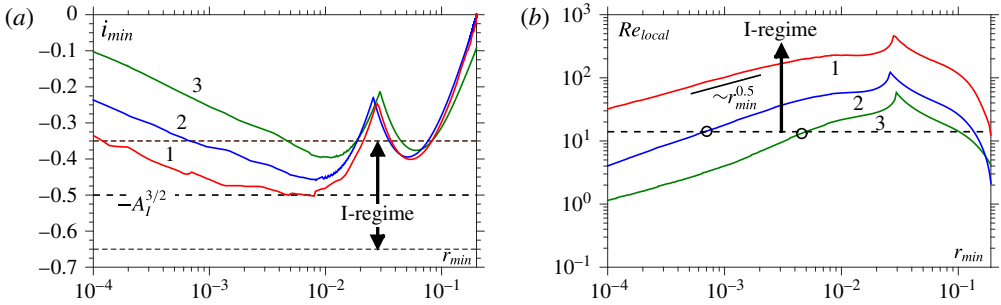 (a)
i_min
−0.1
−0.2
−0.3
−0.4
−0.5
−0.6
−0.7
3
2
1
−A_I^{3/2}
I-regime
r_min
10^{−4}
10^{−3}
10^{−2}
10^{−1}
0
(b)
Re_local
10^3
10^2
10^1
10^0
10^{−1}
I-regime
1
~r_min^{0.5}
2
3
r_min
10^{−4}
10^{−3}
10^{−2}
10^{−1}